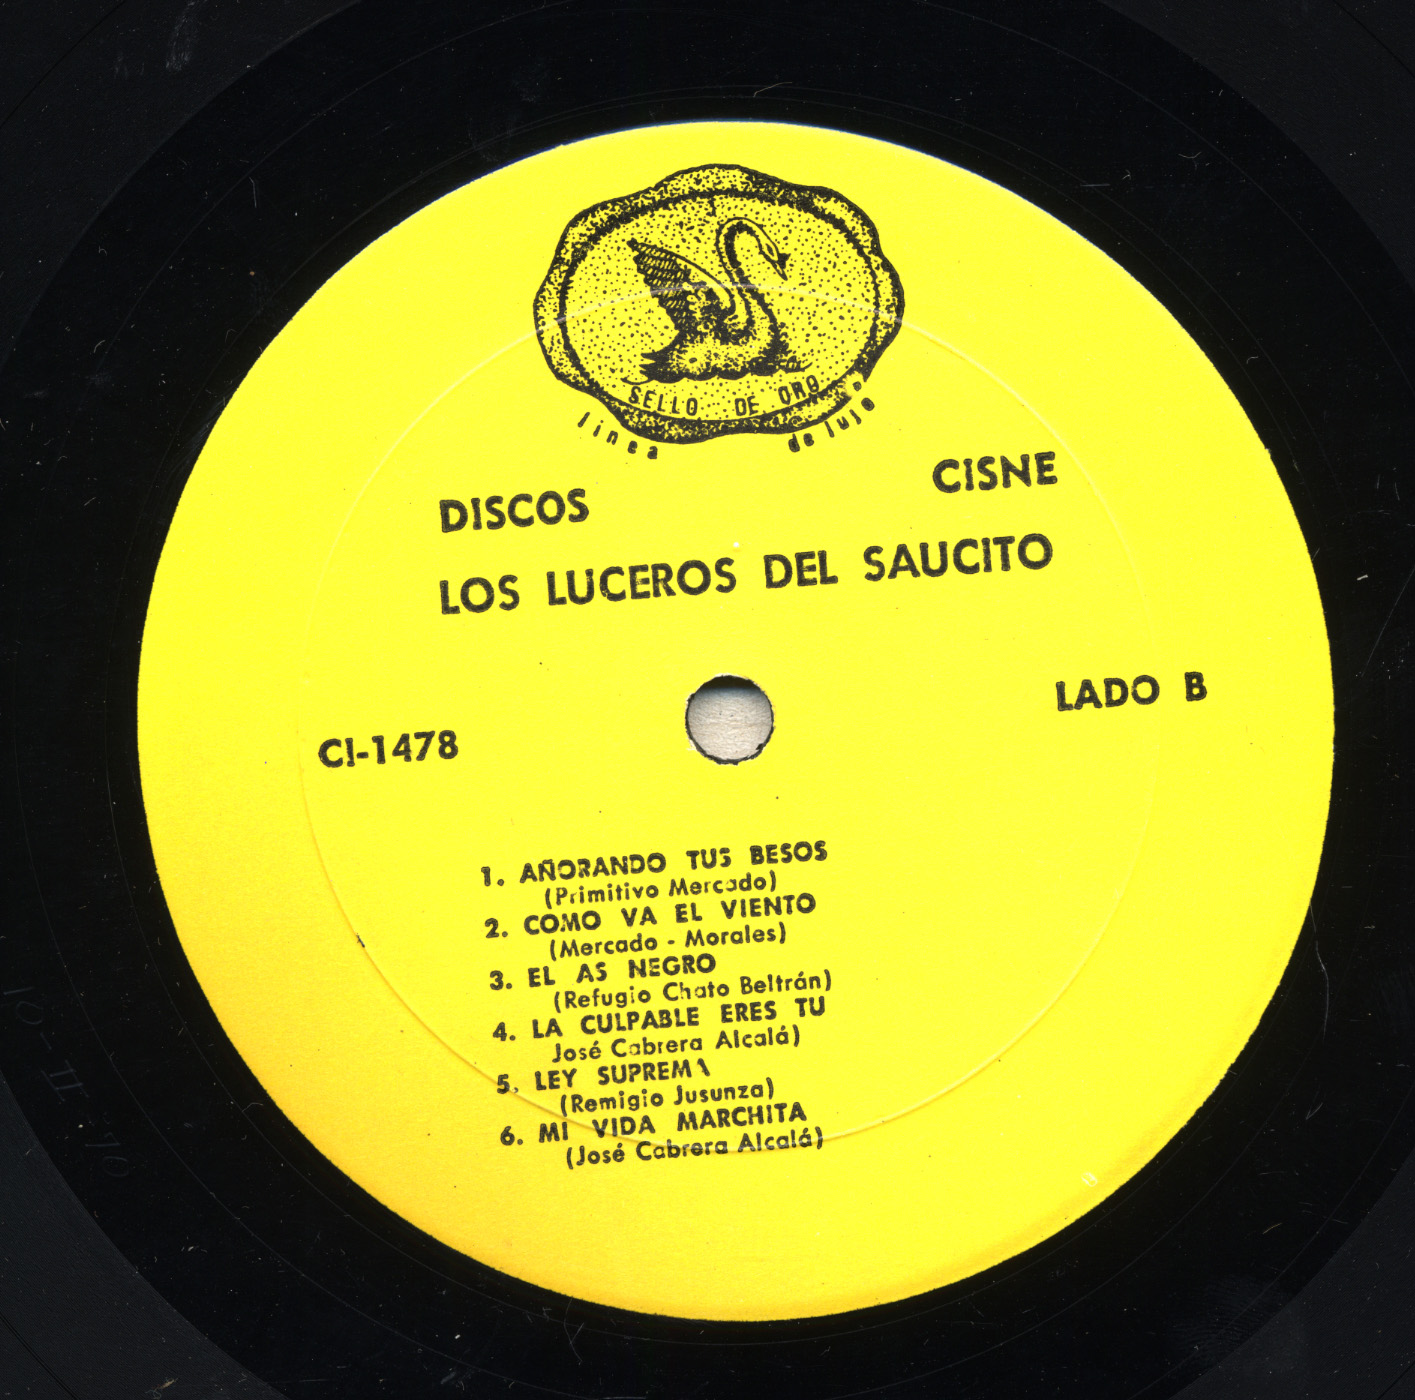 SELLO DE ORO
linea de lujo
DISCOS CISNE
LOS LUCEROS DEL SAUCITO
LADO B
CI-1478
1. AÑORANDO TUS BESOS
(Primitivo Mercado)
2. COMO VA EL VIENTO
(Mercado - Morales)
3. EL AS NEGRO
(Refugio Chato Beltrán)
4. LA CULPABLE ERES TU
José Cabrera Alcalá)
5. LEY SUPREMA
(Remigio Jusunza)
6. MI VIDA MARCHITA
(José Cabrera Alcalá)